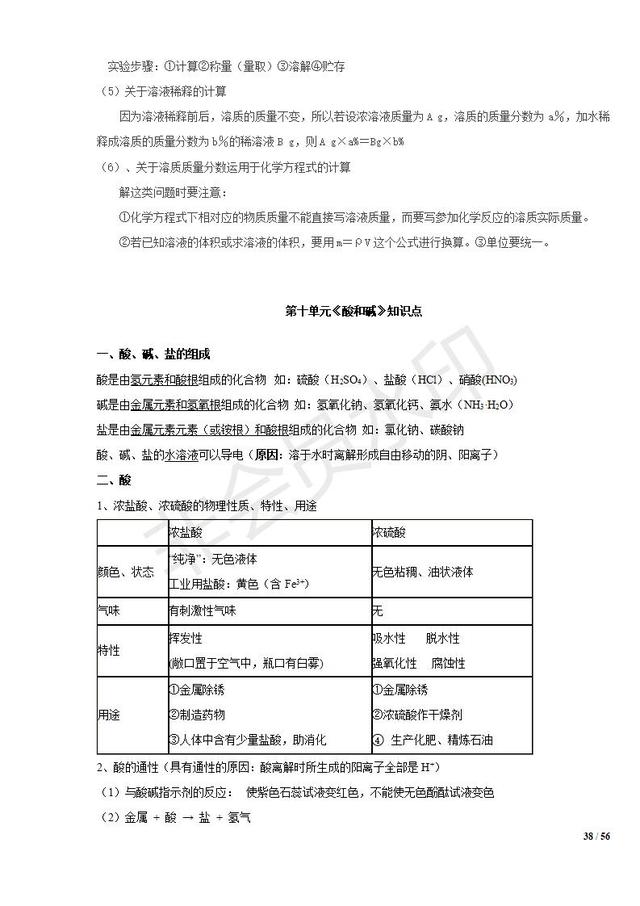 实验步骤：①计算②称量（量取）③溶解④贮存
（5）关于溶液稀释的计算
因为溶液稀释前后，溶质的质量不变，所以若设浓溶液质量为 A g，溶质的质量分数为 a%，加水稀
释成溶质的质量分数为 b%的稀溶液 B g，则 A g×a%＝Bg×b%
（6）、关于溶质质量分数运用于化学方程式的计算
解这类问题时要注意：
①化学方程式下相对应的物质质量不能直接写溶液质量，而要写参加化学反应的溶质实际质量。
②若已知溶液的体积或求溶液的体积，要用 m＝ρV 这个公式进行换算。③单位要统一。
第十单元《酸和碱》知识点
一、酸、碱、盐的组成
酸是由氢元素和酸根组成的化合物 如：硫酸（H2SO4）、盐酸（HCl）、硝酸(HNO3)
碱是由金属元素和氢氧根组成的化合物 如：氢氧化钠、氢氧化钙、氨水（NH3·H2O）
盐是由金属元素元素（或铵根）和酸根组成的化合物 如：氯化钠、碳酸钠
酸、碱、盐的水溶液可以导电（原因：溶于水时离解形成自由移动的阴、阳离子）
二、酸
1、浓盐酸、浓硫酸的物理性质、特性、用途
浓盐酸 浓硫酸
颜色、状态 “纯净”：无色液体 无色粘稠、油状液体
工业用盐酸：黄色（含 Fe3+）
气味 有刺激性气味 无
特性 挥发性 吸水性 脱水性
(敞口置于空气中，瓶口有白雾) 强氧化性 腐蚀性
用途 ①金属除锈 ①金属除锈
②制造药物 ②浓硫酸作干燥剂
③人体中含有少量盐酸，助消化 ④ 生产化肥、精炼石油
2、酸的通性（具有通性的原因：酸离解时所生成的阳离子全部是 H+）
（1）与酸碱指示剂的反应： 使紫色石蕊试液变红色，不能使无色酚酞试液变色
（2）金属 + 酸 → 盐 + 氢气
38 / 56
非会员水印